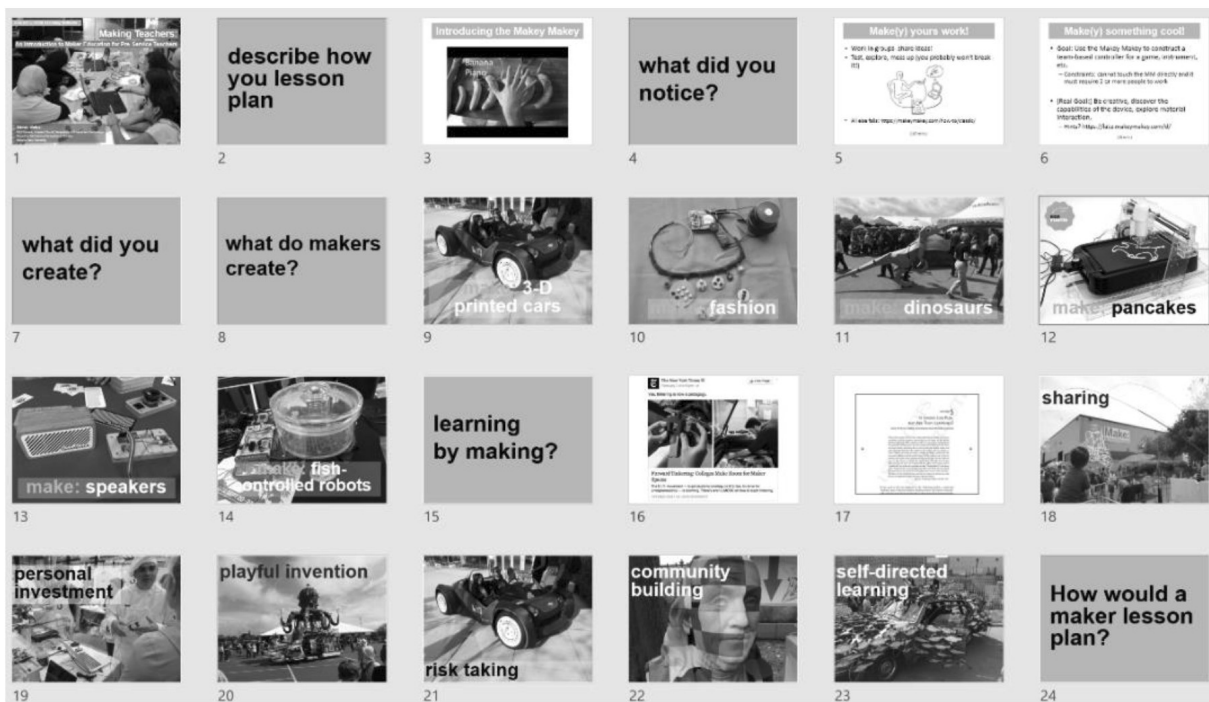 Making Teachers:
An Introduction to Maker Education for Pre-Service Teachers
1
describe how
you lesson
plan
2
Introducing the Makey Makey
Banana
Piano
3
what did you
notice?
4
Make(y) yours work!
• Work in groups, share ideas!
• Test, explore, mess up (you probably won't break
it!)
• All else fails: https://makeymakey.com/how-to/classic/
5
Make(y) something cool!
• Goal: Use the Makey Makey to construct a
team-based controller for a game, instrument,
etc.
– Constraints: cannot touch the MM directly and it
must require 2 or more people to work
• (Real Goal:) Be creative, discover the
capabilities of the device, explore material
interaction.
6
what did you
create?
7
what do makers
create?
8
make: 3-D
printed cars
9
make: fashion
10
make: dinosaurs
11
make: pancakes
12
make: speakers
13
make: fish-
controlled robots
14
learning
by making?
15
The New York Times
16
17
sharing
Make:
18
personal
investment
19
playful invention
20
risk taking
21
community
building
22
self-directed
learning
23
How would a
maker lesson
plan?
24